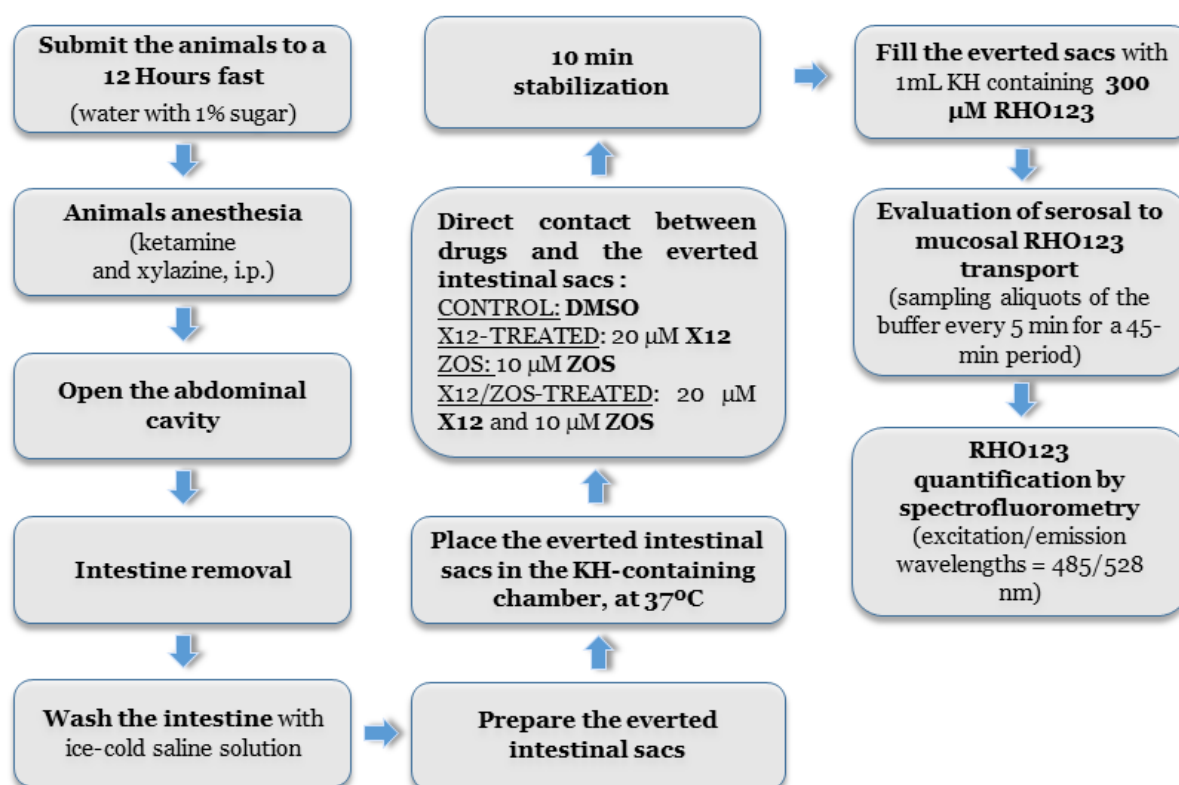 Submit the animals to a
12 Hours fast
(water with 1% sugar)
Animals anesthesia
(ketamine
and xylazine, i.p.)
Open the abdominal
cavity
Intestine removal
Wash the intestine with
ice-cold saline solution
Prepare the everted
intestinal sacs
Place the everted intestinal
sacs in the KH-containing
chamber, at 37ºC
Direct contact between
drugs and the everted
intestinal sacs :
CONTROL: DMSO
X12-TREATED: 20 µM X12
ZOS: 10 µM ZOS
X12/ZOS-TREATED: 20 µM
X12 and 10 µM ZOS
10 min
stabilization
Fill the everted sacs with
1mL KH containing 300
µM RHO123
Evaluation of serosal to
mucosal RHO123
transport
(sampling aliquots of the
buffer every 5 min for a 45-
min period)
RHO123
quantification by
spectrofluorometry
(excitation/emission
wavelengths = 485/528
nm)